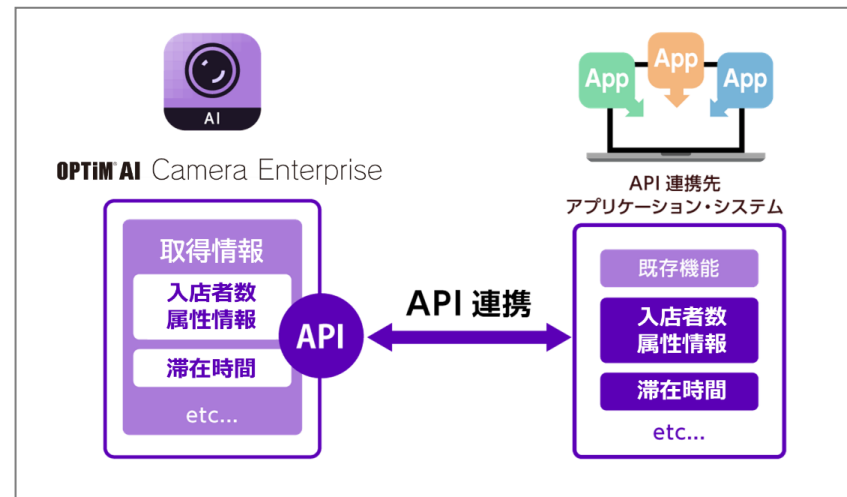 AI
OPTiM AI Camera Enterprise
取得情報
入店者数
属性情報
滞在時間
etc...
API
API 連携
App
App
App
API 連携先
アプリケーション・システム
既存機能
入店者数
属性情報
滞在時間
etc...